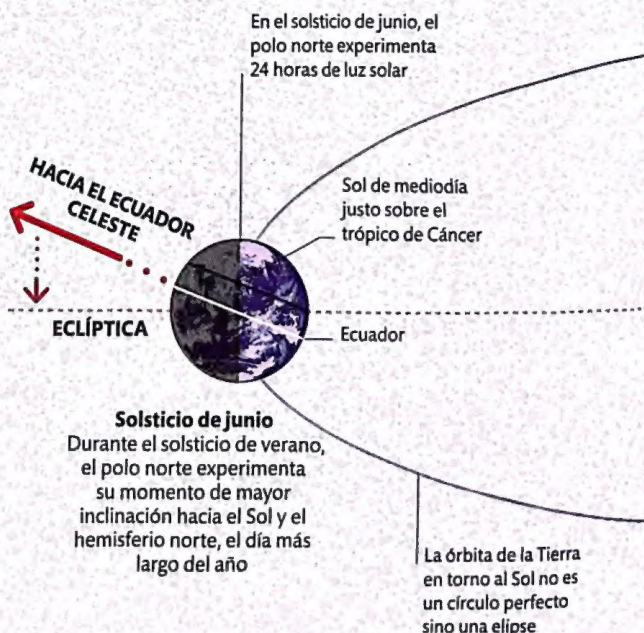 En el solsticio de junio, el
polo norte experimenta
24 horas de luz solar
HACIA EL ECUADOR
CELESTE
Sol de mediodía
justo sobre el
trópico de Cáncer
ECLÍPTICA
Ecuador
Solsticio de junio
Durante el solsticio de verano,
el polo norte experimenta
su momento de mayor
inclinación hacia el Sol y el
hemisferio norte, el día más
largo del año
La órbita de la Tierra
en torno al Sol no es
un círculo perfecto
sino una elipse